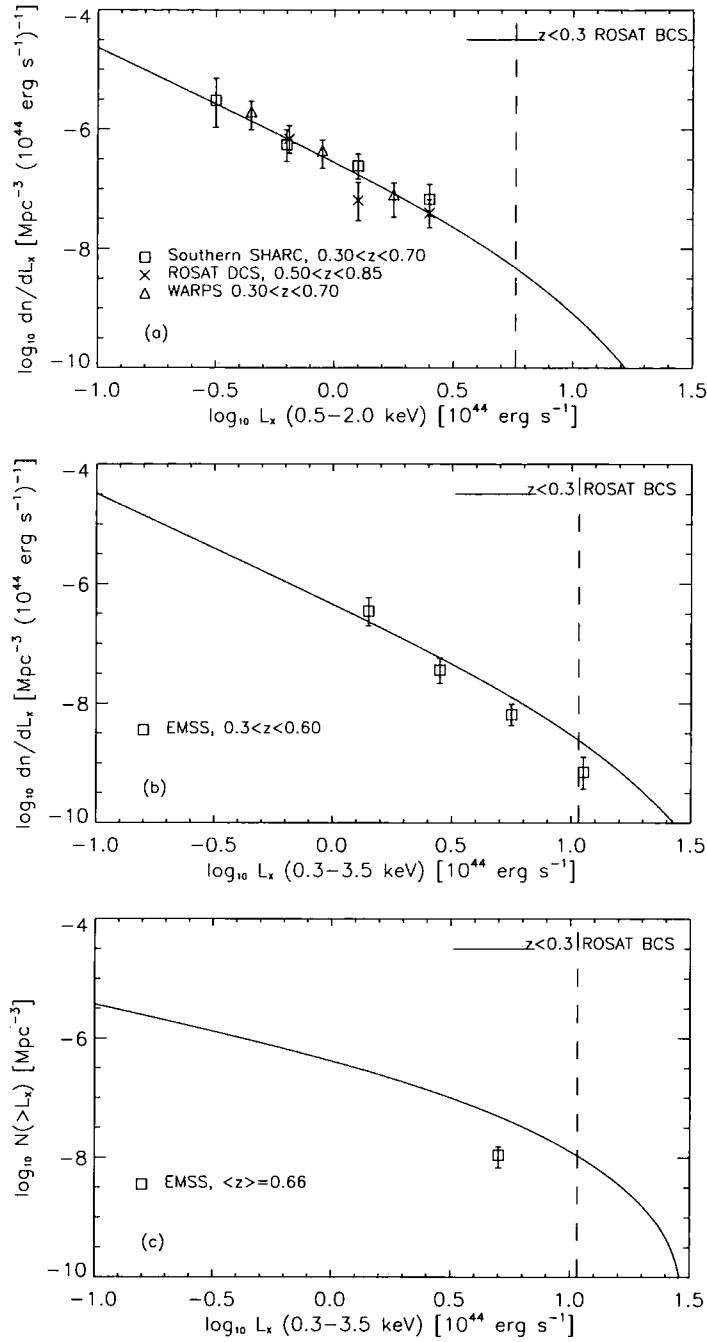 z<0.3 ROSAT BCS
log₁₀ dn/dLₓ [Mpc⁻³ (10⁴⁴ erg s⁻¹)⁻¹)
-4
-6
-8
-10
□ Southern SHARC, 0.30<z<0.70
× ROSAT DCS, 0.50<z<0.85
△ WARPS 0.30<z<0.70
(a)
-1.0 -0.5 0.0 0.5 1.0 1.5
log₁₀ Lₓ (0.5–2.0 keV) [10⁴⁴ erg s⁻¹]
z<0.3 ROSAT BCS
log₁₀ dn/dLₓ [Mpc⁻³ (10⁴⁴ erg s⁻¹)⁻¹)
-4
-6
-8
-10
□ EMSS, 0.3<z<0.60
(b)
-1.0 -0.5 0.0 0.5 1.0 1.5
log₁₀ Lₓ (0.3–3.5 keV) [10⁴⁴ erg s⁻¹]
z<0.3 ROSAT BCS
log₁₀ N(>Lₓ) [Mpc⁻³]
-4
-6
-8
-10
□ EMSS, <z>=0.66
(c)
-1.0 -0.5 0.0 0.5 1.0 1.5
log₁₀ Lₓ (0.3–3.5 keV) [10⁴⁴ erg s⁻¹]